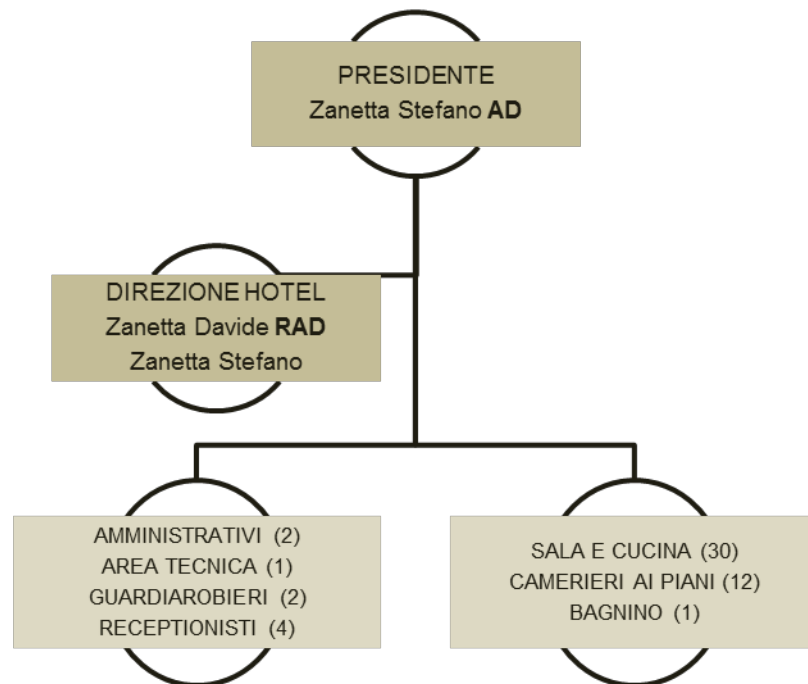 PRESIDENTE
Zanetta Stefano AD
DIREZIONE HOTEL
Zanetta Davide RAD
Zanetta Stefano
AMMINISTRATIVI (2)
AREA TECNICA (1)
GUARDIAROBIERI (2)
RECEPTIONISTI (4)
SALA E CUCINA (30)
CAMERIERI AI PIANI (12)
BAGNINO (1)